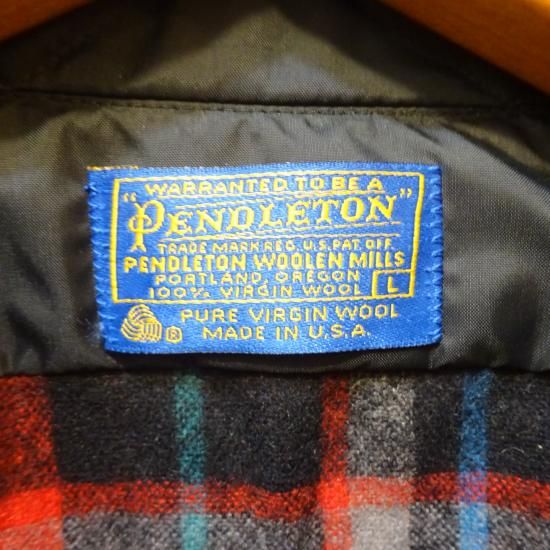 WARRANTED TO BE A
"PENDLETON"
TRADE MARK REG. U.S. PAT. OFF.
PENDLETON WOOLEN MILLS
PORTLAND, OREGON
100% VIRGIN WOOL L
® PURE VIRGIN WOOL
MADE IN U.S.A.